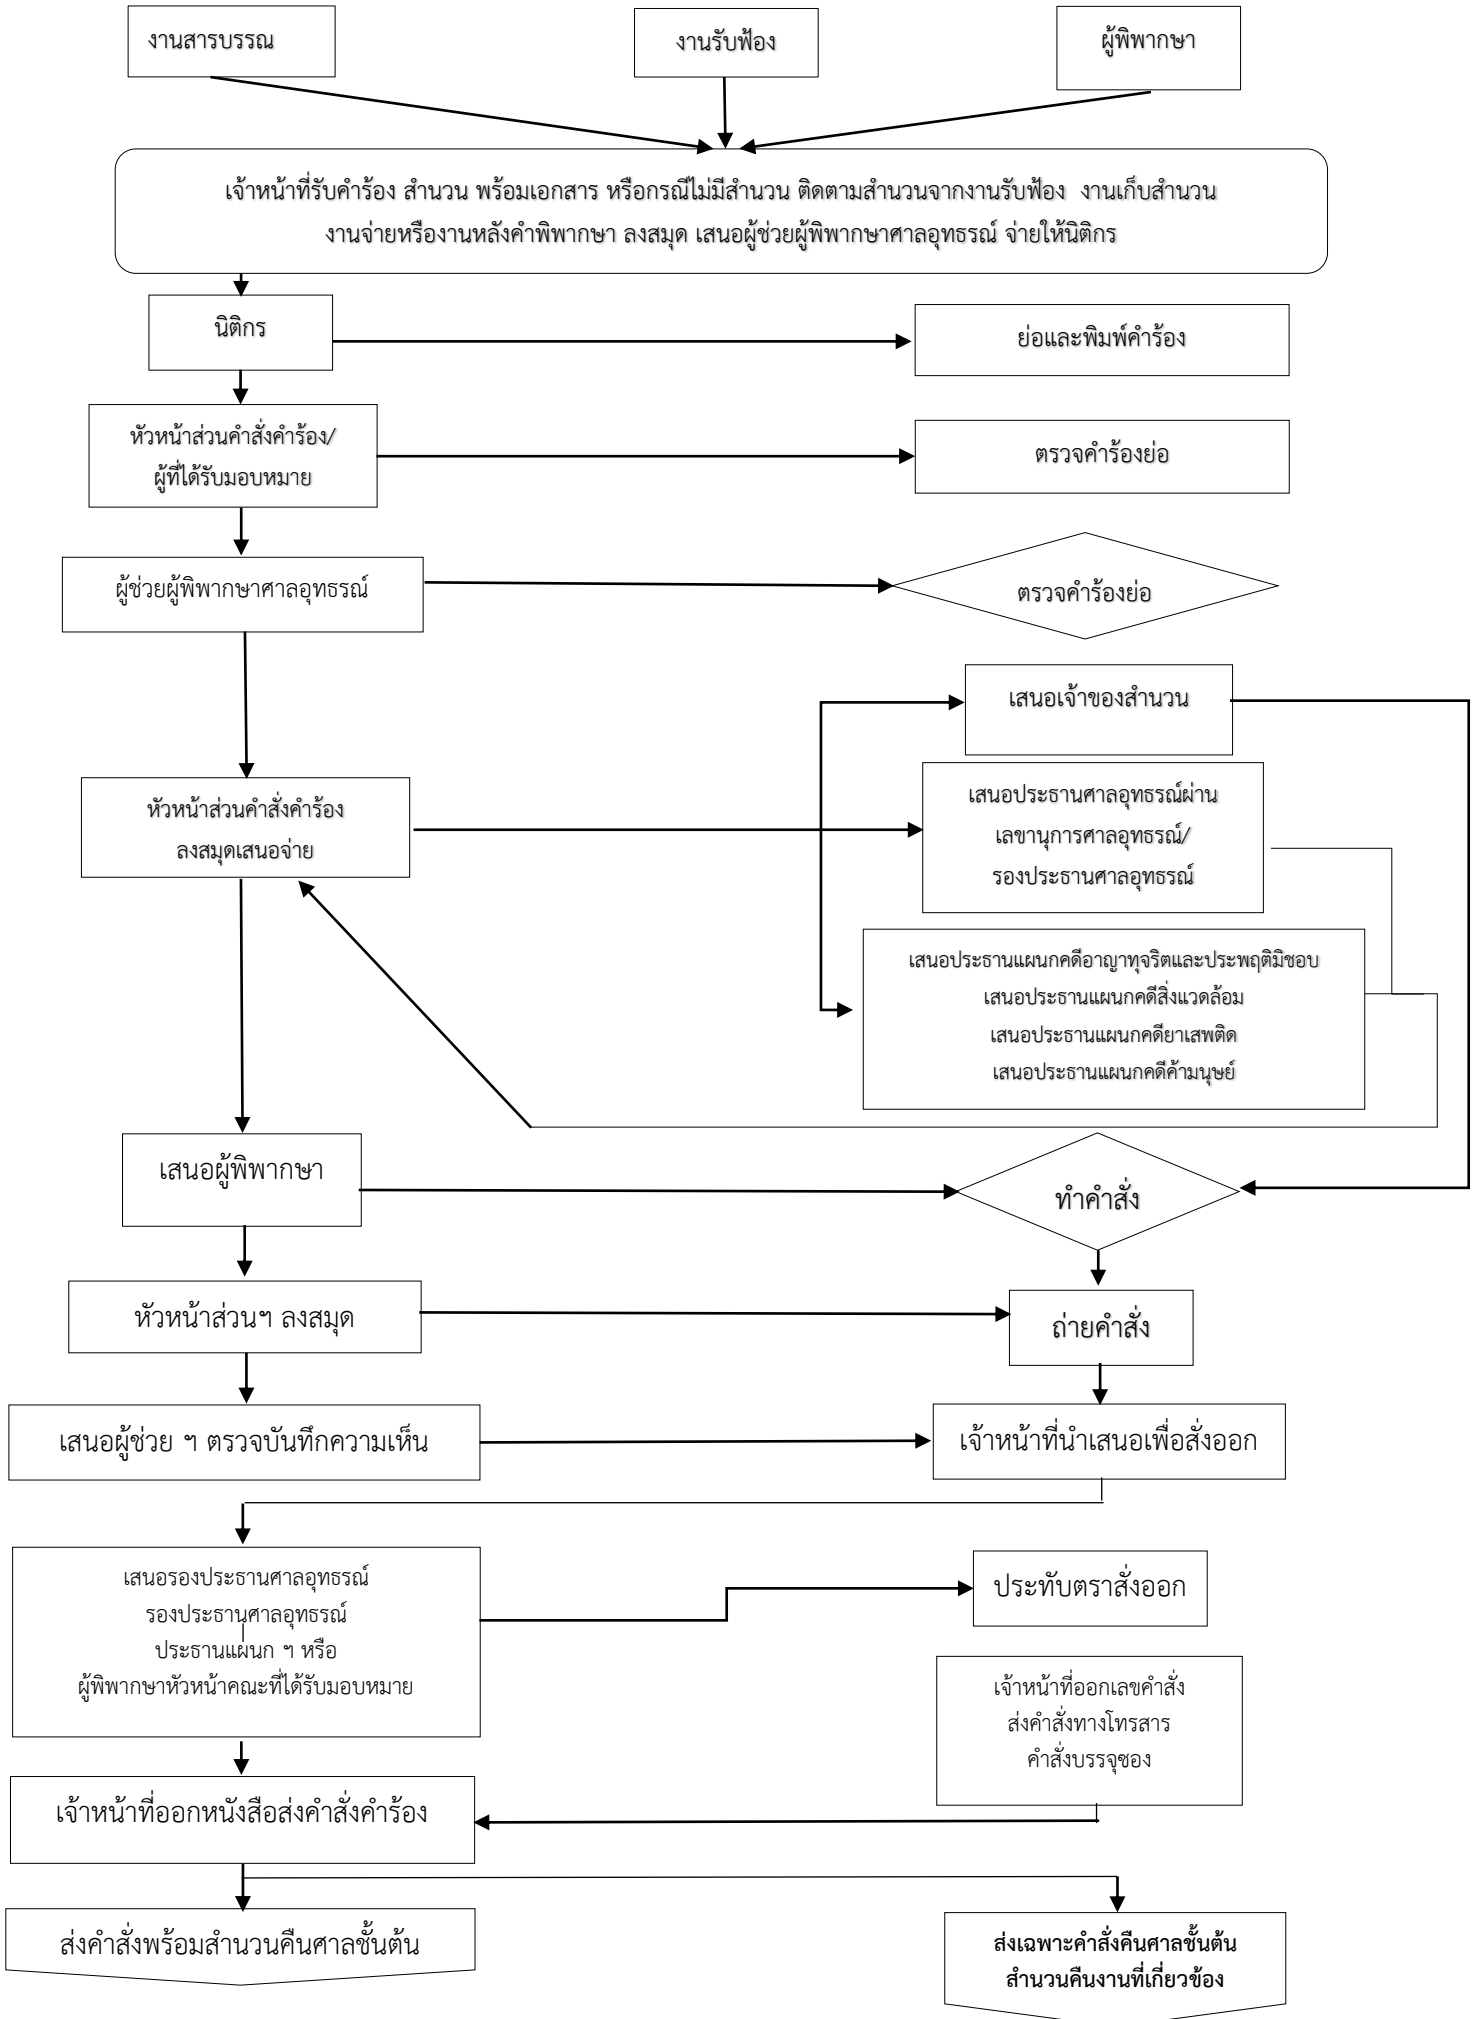 งานสารบรรณ
งานรับฟ้อง
ผู้พิพากษา
เจ้าหน้าที่รับคำร้อง สำนวน พร้อมเอกสาร หรือกรณีไม่มีสำนวน ติดตามสำนวนจากงานรับฟ้อง งานเก็บสำนวน
งานจ่ายหรืองานหลังคำพิพากษา ลงสมุด เสนอผู้ช่วยผู้พิพากษาศาลอุทธรณ์ จ่ายให้นิติกร
นิติกร
ย่อและพิมพ์คำร้อง
หัวหน้าส่วนคำสั่งคำร้อง/
ผู้ที่ได้รับมอบหมาย
ตรวจคำร้องย่อ
ผู้ช่วยผู้พิพากษาศาลอุทธรณ์
ตรวจคำร้องย่อ
เสนอเจ้าของสำนวน
หัวหน้าส่วนคำสั่งคำร้อง
ลงสมุดเสนอจ่าย
เสนอประธานศาลอุทธรณ์ผ่าน
เลขานุการศาลอุทธรณ์/
รองประธานศาลอุทธรณ์
เสนอประธานแผนกคดีอาญาทุจริตและประพฤติมิชอบ
เสนอประธานแผนกคดีสิ่งแวดล้อม
เสนอประธานแผนกคดียาเสพติด
เสนอประธานแผนกคดีค้ามนุษย์
เสนอผู้พิพากษา
ทำคำสั่ง
หัวหน้าส่วนฯ ลงสมุด
ถ่ายคำสั่ง
เสนอผู้ช่วย ฯ ตรวจบันทึกความเห็น
เจ้าหน้าที่นำเสนอเพื่อสั่งออก
เสนอรองประธานศาลอุทธรณ์
รองประธานศาลอุทธรณ์
ประธานแผนก ฯ หรือ
ผู้พิพากษาหัวหน้าคณะที่ได้รับมอบหมาย
ประทับตราสั่งออก
เจ้าหน้าที่ออกเลขคำสั่ง
ส่งคำสั่งทางโทรสาร
คำสั่งบรรจุซอง
เจ้าหน้าที่ออกหนังสือส่งคำสั่งคำร้อง
ส่งคำสั่งพร้อมสำนวนคืนศาลชั้นต้น
ส่งเฉพาะคำสั่งคืนศาลชั้นต้น
สำนวนคืนงานที่เกี่ยวข้อง